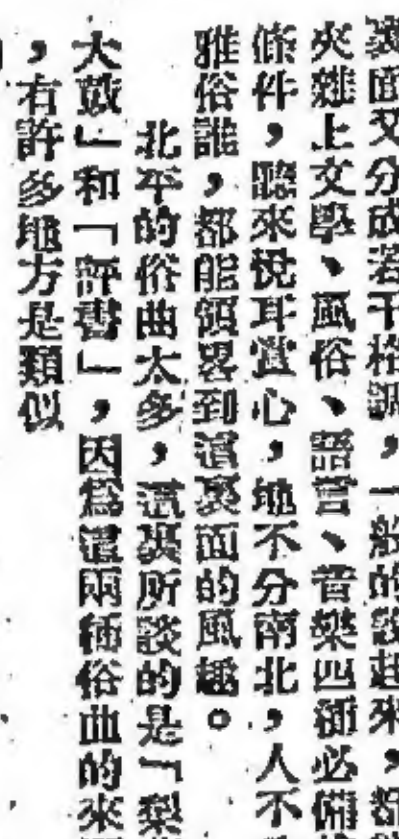 裏面又分成若干格調,一般的說起來,都
夾雜上文學、風俗、語言、音樂四種必備
條件,聽來悅耳賞心,地不分南北,人不
雅俗誰,都能領畧到這裏面的風趣。
北平的俗曲太多,這裏所談的是「梨
大鼓」和「評書」,因爲這兩種俗曲的來
,有許多地方是類似